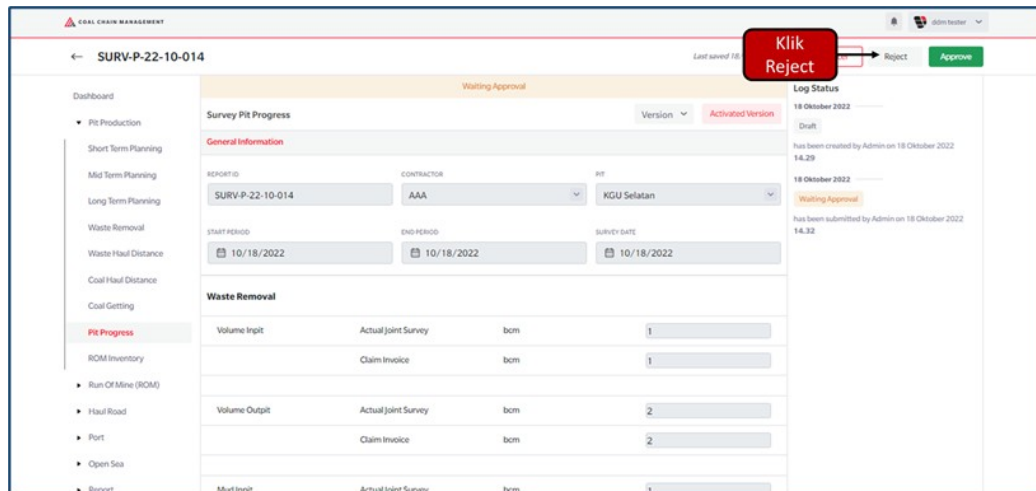 COAL CHAIN MANAGEMENT
ddm tester
← SURV-P-22-10-014
Last saved 18
Klik
Reject
Reject
Approve
Waiting Approval
Dashboard
Pit Production
Short Term Planning
Mid Term Planning
Long Term Planning
Waste Removal
Waste Haul Distance
Coal Haul Distance
Coal Getting
Pit Progress
ROM Inventory
Run Of Mine (ROM)
Haul Road
Port
Open Sea
Report
Survey Pit Progress
Version
Activated Version
General Information
REPORT ID
CONTRACTOR
PIT
SURV-P-22-10-014
AAA
KGU Selatan
START PERIOD
END PERIOD
SURVEY DATE
10/18/2022
10/18/2022
10/18/2022
Waste Removal
Volume Inpit Actual Joint Survey bcm 1
Claim Invoice bcm 1
Volume Outpit Actual Joint Survey bcm 2
Claim Invoice bcm 2
Mud Inpit Actual Joint Survey bcm 1
Log Status
18 Oktober 2022
Draft
has been created by Admin on 18 Oktober 2022
14.29
18 Oktober 2022
Waiting Approval
has been submitted by Admin on 18 Oktober 2022
14.32